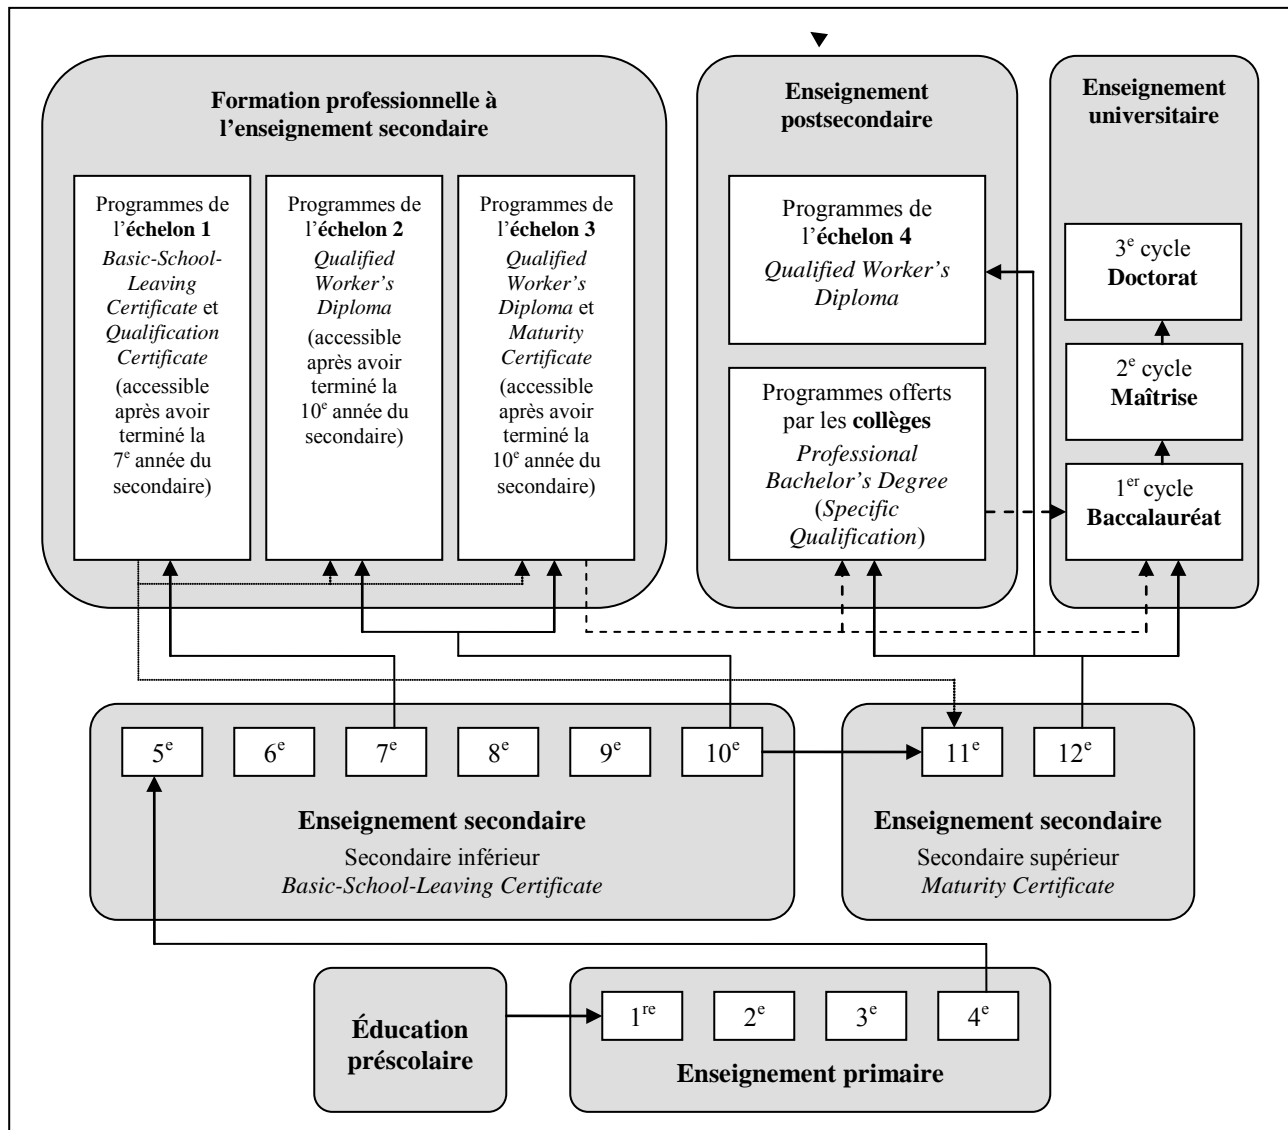 Formation professionnelle à
l’enseignement secondaire
Programmes de
l’échelon 1
Basic-School-
Leaving
Certificate et
Qualification
Certificate
(accessible
après avoir
terminé la
7e année du
secondaire)
Programmes de
l’échelon 2
Qualified
Worker’s
Diploma
(accessible
après avoir
terminé la
10e année du
secondaire)
Programmes de
l’échelon 3
Qualified
Worker’s
Diploma et
Maturity
Certificate
(accessible
après avoir
terminé la
10e année du
secondaire)
Enseignement
postsecondaire
Programmes de
l’échelon 4
Qualified Worker’s
Diploma
Programmes offerts
par les collèges
Professional
Bachelor’s Degree
(Specific
Qualification)
Enseignement
universitaire
3e cycle
Doctorat
2e cycle
Maîtrise
1er cycle
Baccalauréat
5e
6e
7e
8e
9e
10e
Enseignement secondaire
Secondaire inférieur
Basic-School-Leaving Certificate
11e
12e
Enseignement secondaire
Secondaire supérieur
Maturity Certificate
Éducation
préscolaire
1re
2e
3e
4e
Enseignement primaire